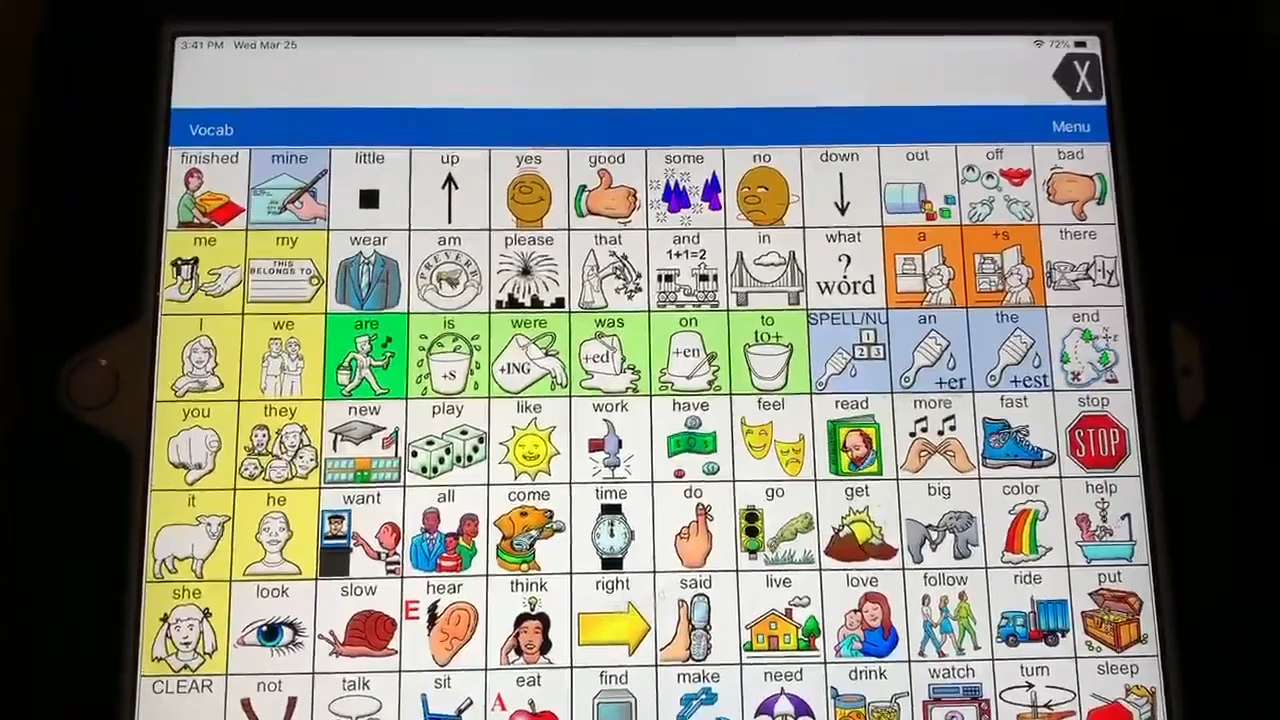 3:41 PM Wed Mar 25 72%
X
Vocab Menu
finished mine little up yes good some no down out off bad
me my wear am please that and in what a +s there
THIS BELONGS TO PREVERB 1+1=2 ? word -ly
I we are is were was on to SPELL/NU an the end
+s +ING +ed +en to+ 1 2 3 +er +est
you they new play like work have feel read more fast stop
STOP
it he want all come time do go get big color help
she look slow hear think right said live love follow ride put
E
CLEAR not talk sit eat find make need drink watch turn sleep
A